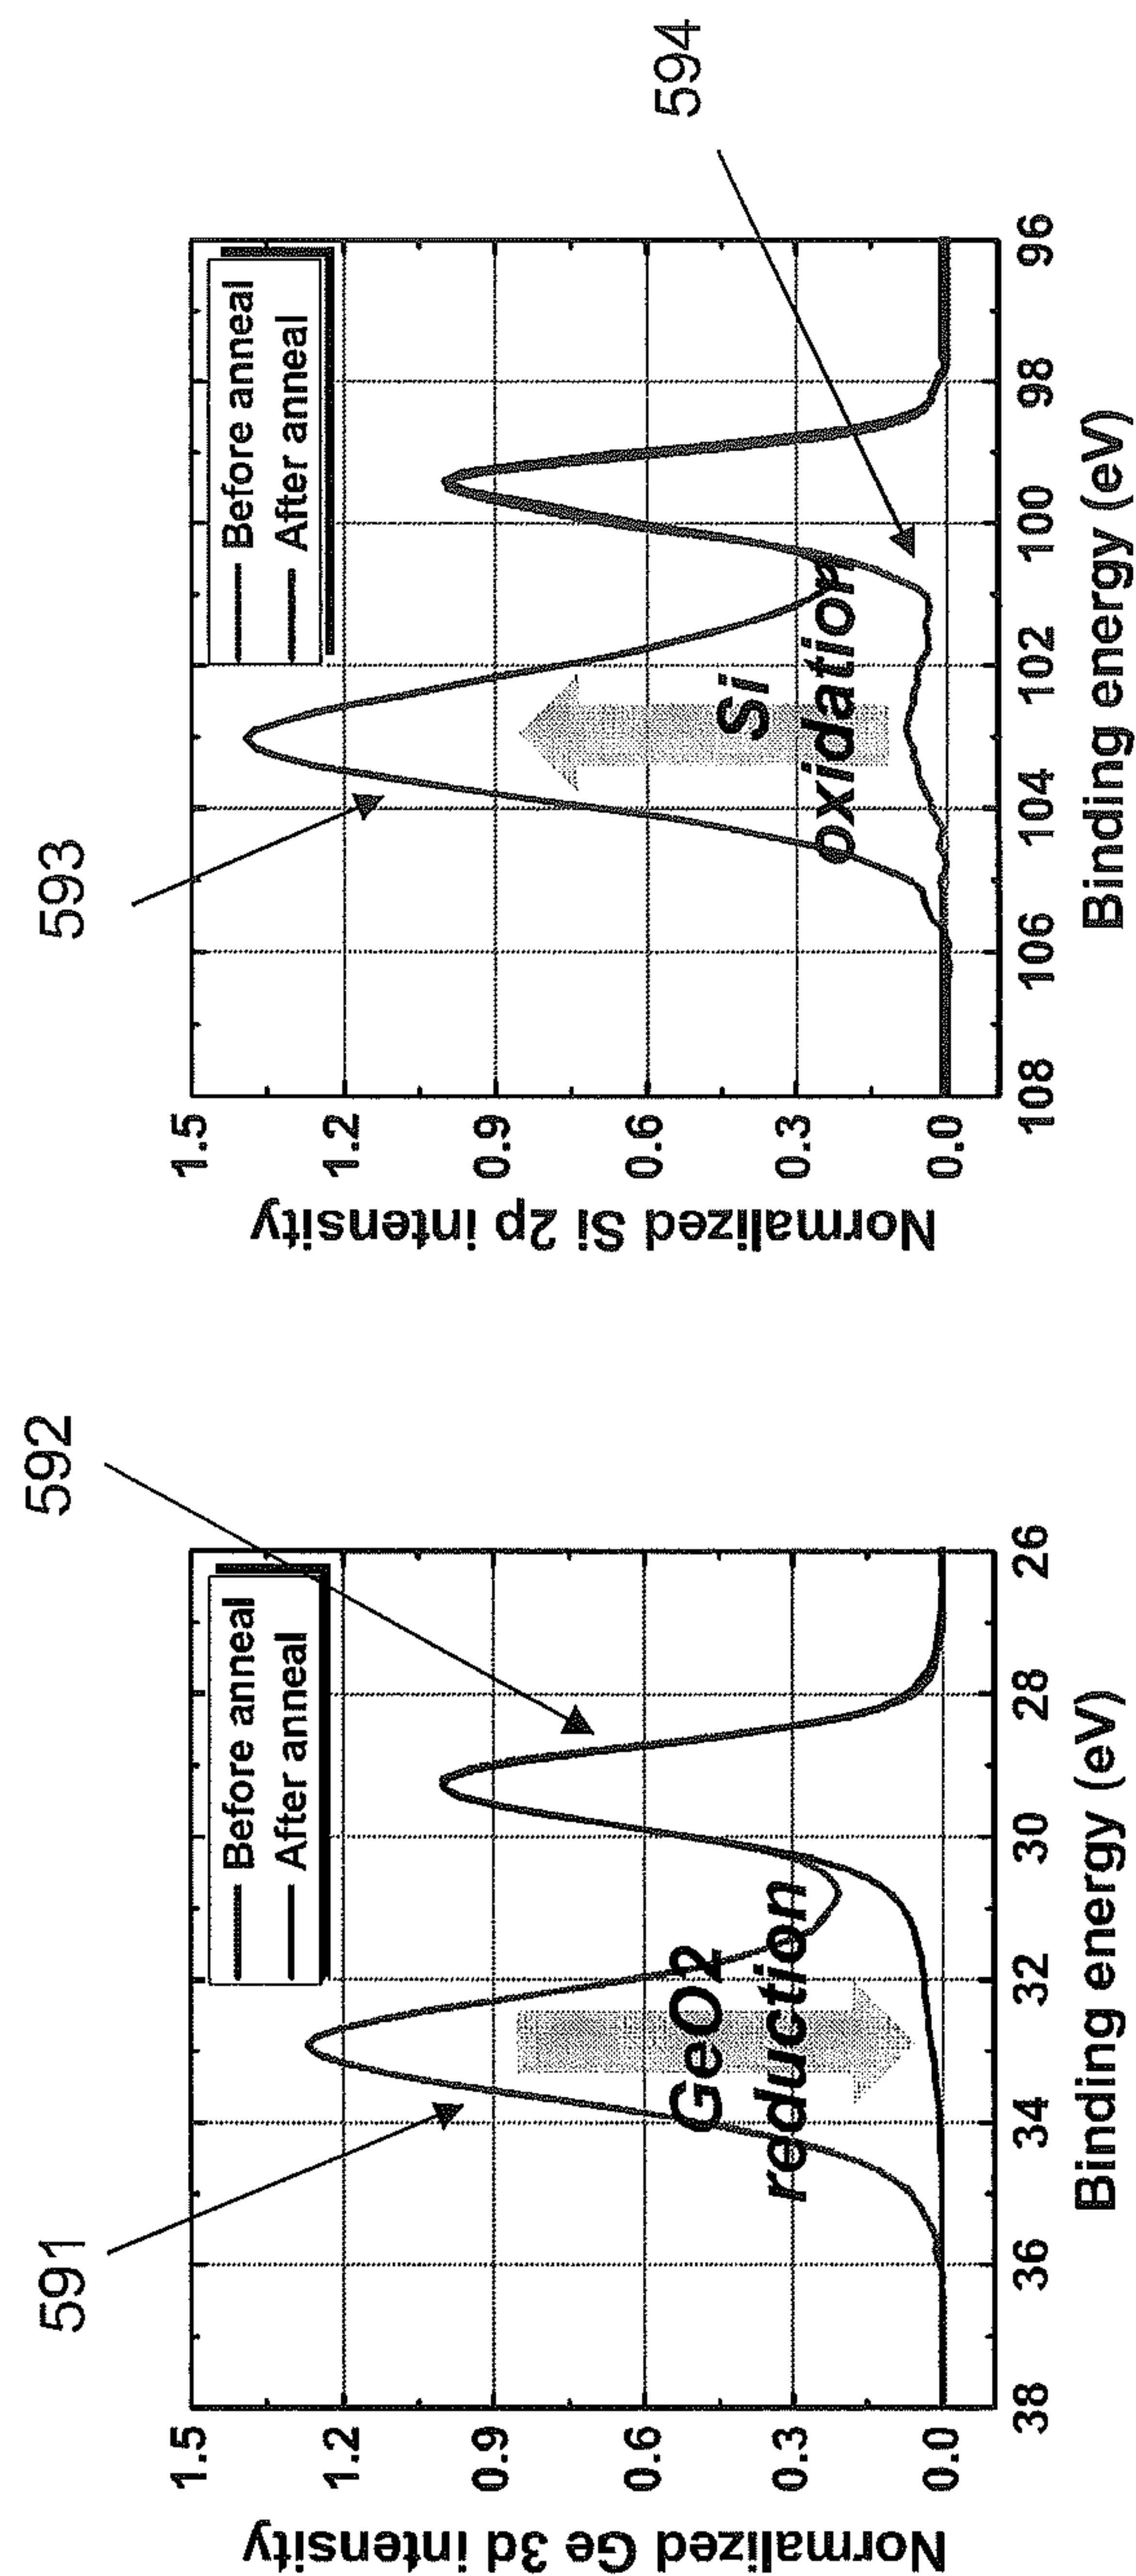 591
592
Before anneal
After anneal
GeO2
reduction
Normalized Ge 3d intensity
1.5
1.2
0.9
0.6
0.3
0.0
38
36
34
32
30
28
26
Binding energy (eV)
593
594
Before anneal
After anneal
Si
oxidation
Normalized Si 2p intensity
1.5
1.2
0.9
0.6
0.3
0.0
108
106
104
102
100
98
96
Binding energy (eV)